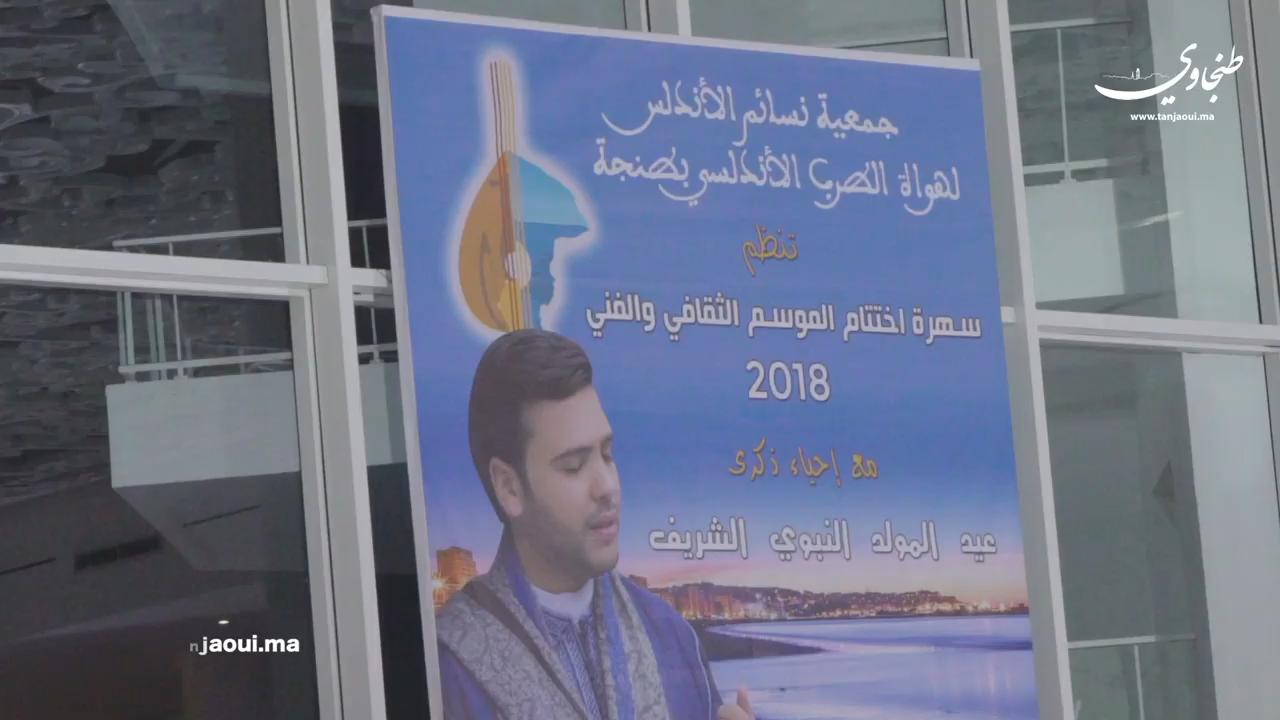 طنجاوي
www.tanjaoui.ma
جمعية نسائم الأندلس
لهواة الطرب الأندلسي بطنجة
تنظم
سهرة اختتام الموسم الثقافي والفني
2018
مع إحياء ذكرى
عيد المولد النبوي الشريف
njaoui.ma